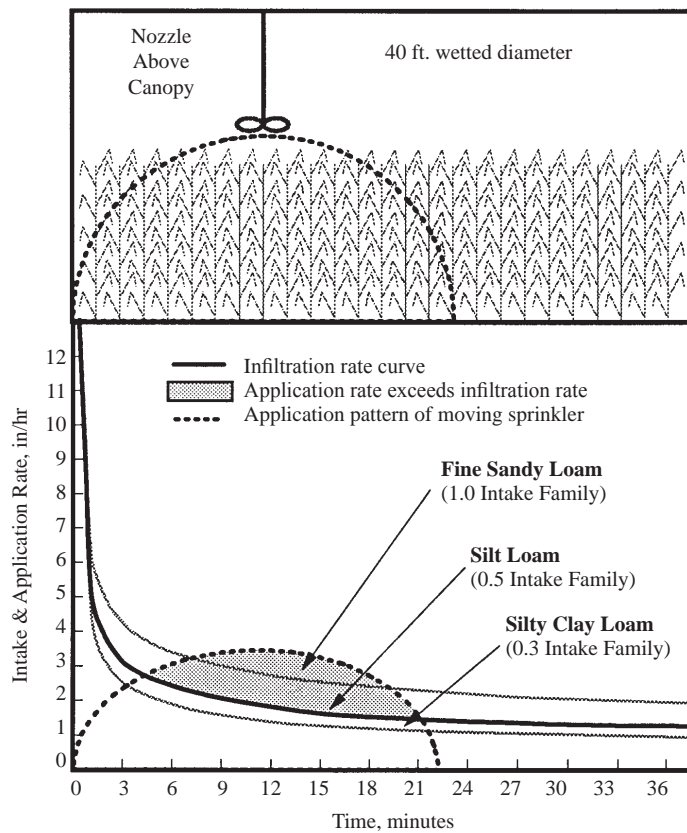 Nozzle
Above
Canopy
40 ft. wetted diameter
Infiltration rate curve
Application rate exceeds infiltration rate
Application pattern of moving sprinkler
Fine Sandy Loam
(1.0 Intake Family)
Silt Loam
(0.5 Intake Family)
Silty Clay Loam
(0.3 Intake Family)
Intake & Application Rate, in/hr
12
11
10
9
8
7
6
5
4
3
2
1
0
0 3 6 9 12 15 18 21 24 27 30 33 36
Time, minutes